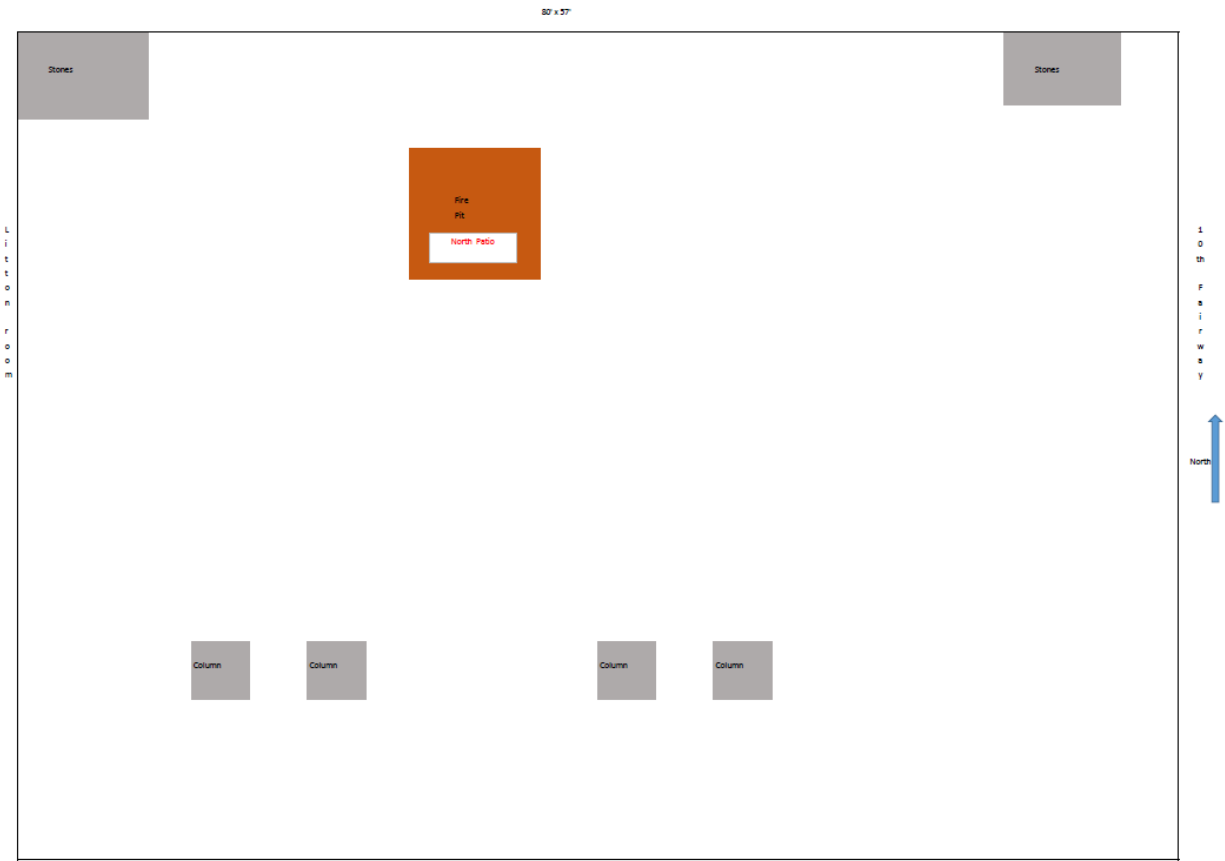 80' x 57'
Stones
Stones
Fire
Pit
North Patio
L
i
t
t
o
n
r
o
o
m
1
0
th
F
a
i
r
w
a
y
North
Column
Column
Column
Column